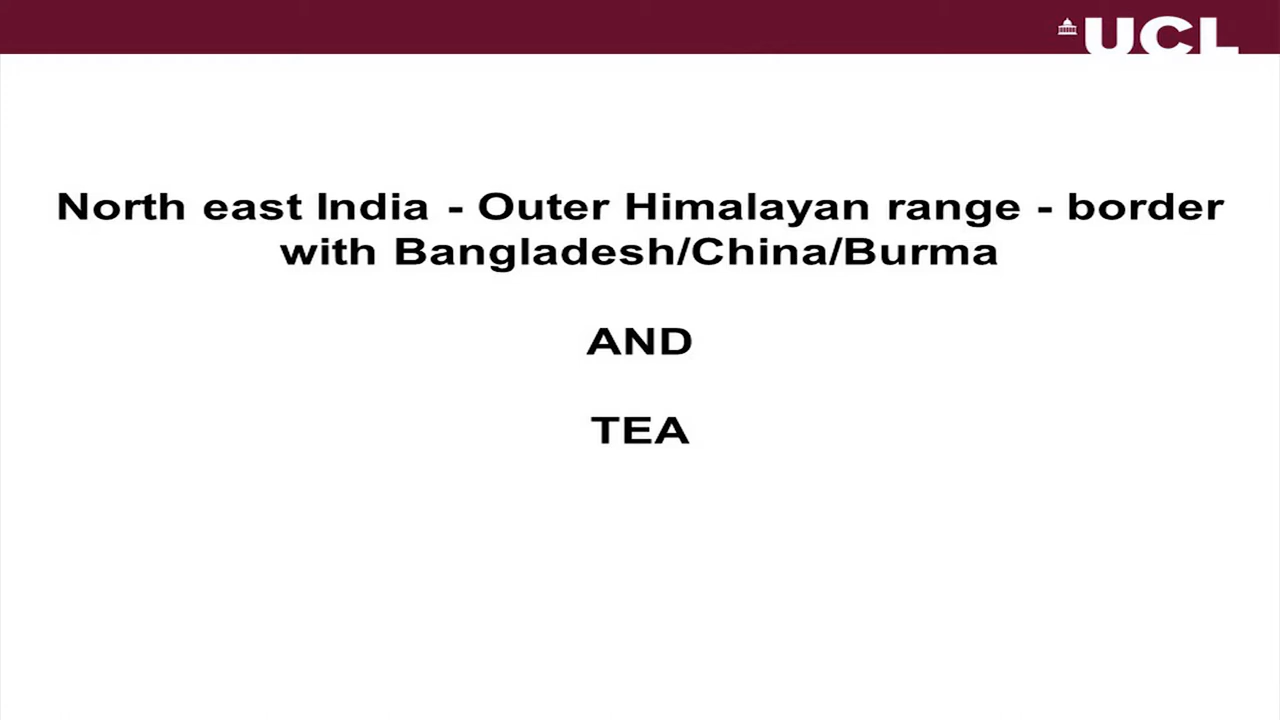 UCL
North east India - Outer Himalayan range - border
with Bangladesh/China/Burma
AND
TEA